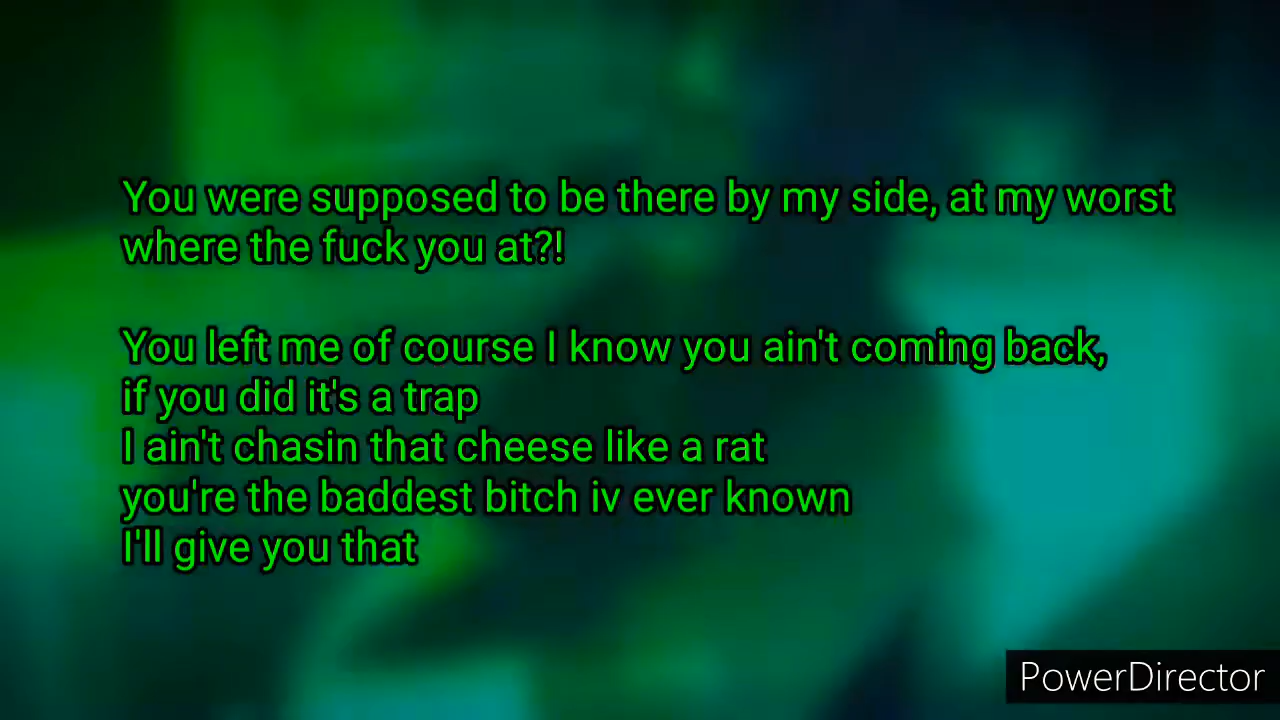 You were supposed to be there by my side, at my worst
where the fuck you at?!
You left me of course I know you ain't coming back,
if you did it's a trap
I ain't chasin that cheese like a rat
you're the baddest bitch iv ever known
I'll give you that
PowerDirector